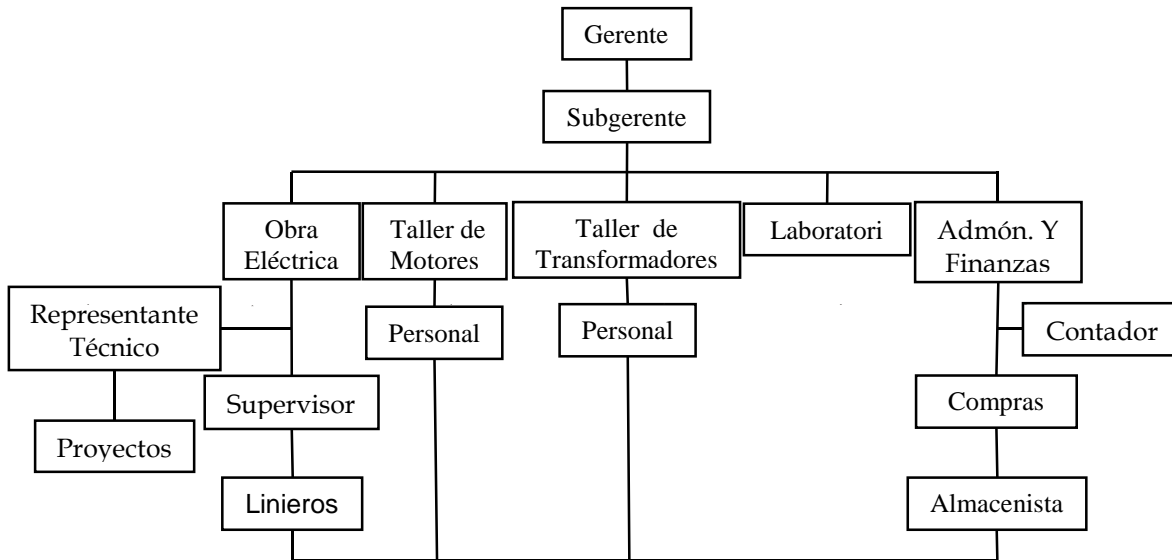 Gerente
Subgerente
Obra
Eléctrica
Taller de
Motores
Taller de
Transformadores
Laboratori
Admón. Y
Finanzas
Representante
Técnico
Personal
Personal
Contador
Supervisor
Compras
Proyectos
Linieros
Almacenista